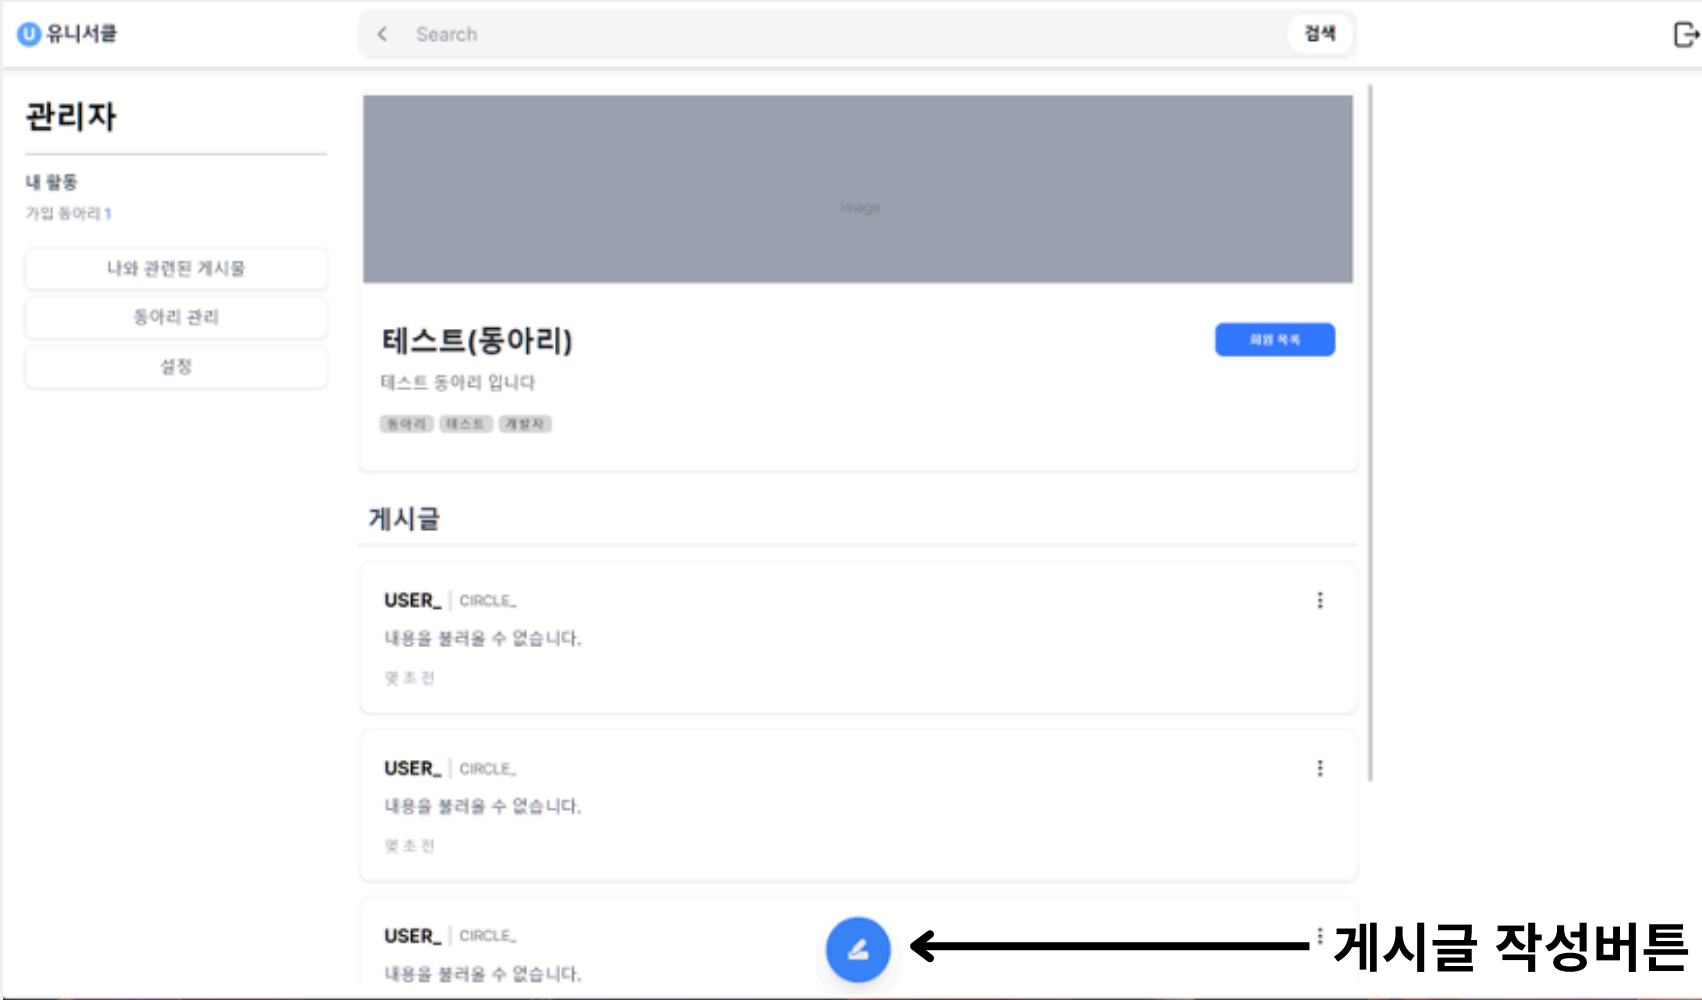 U 유니서클
Search
검색
관리자
내 활동
가입 동아리 1
나와 관련된 게시물
동아리 관리
설정
image
테스트(동아리)
회원 목록
테스트 동아리 입니다
동아리 테스트 개발자
게시글
USER_ CIRCLE_
내용을 불러올 수 없습니다.
몇 초 전
USER_ CIRCLE_
내용을 불러올 수 없습니다.
몇 초 전
USER_ CIRCLE_
내용을 불러올 수 없습니다.
게시글 작성버튼